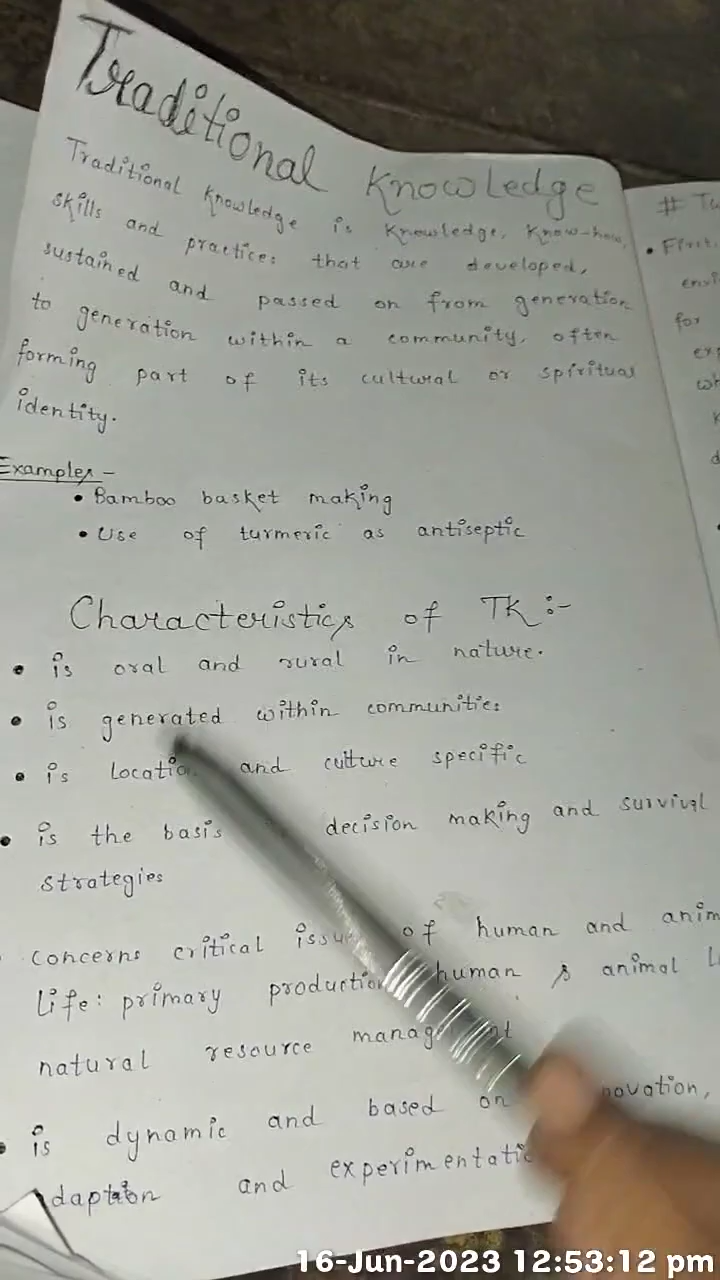 Traditional Knowledge
Traditional Knowledge is Knowledge, Know-how,
skills and practices that are developed,
sustained and passed on from generation
to generation within a community, often
forming part of its cultural or spiritual
identity.
Examples -
• Bamboo basket making
• Use of turmeric as antiseptic
Characteristics of TK :-
• is oral and rural in nature.
• is generated within communities
• is location and culture specific
• is the basis decision making and survival
strategies
concerns critical of human and
Life: primary production human & animal
natural resource
• is dynamic and based on
and
#
• First
for
16-Jun-2023 12:53:12 pm